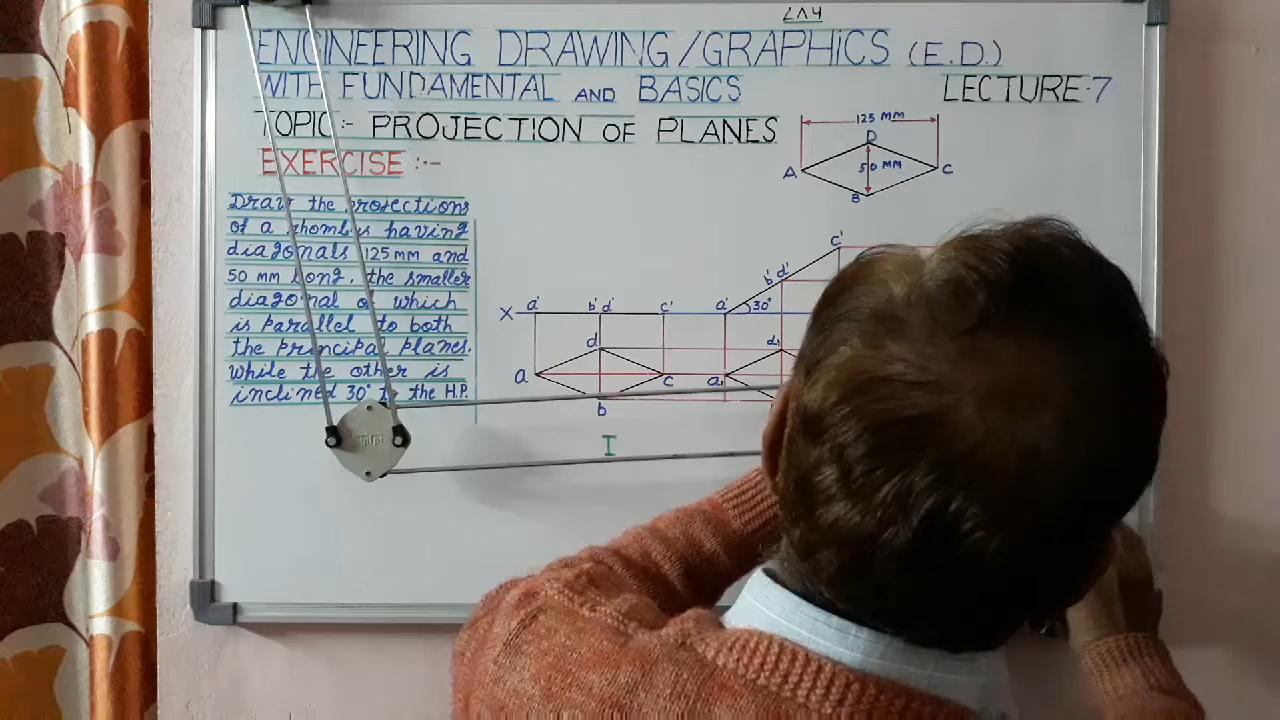 LA4
ENGINEERING DRAWING/GRAPHICS (E.D.)
WITH FUNDAMENTAL AND BASICS
LECTURE-7
TOPIC:- PROJECTION OF PLANES
EXERCISE:-
Draw the projections
of a rhombus having
diagonals 125 MM and
50 MM long, the smaller
diagonal of which
is parallel to both
the principal planes.
while the other is
inclined 30° to the H.P.
125 MM
D
A
50 MM
C
B
c'
b' d'
X a' b' d' c' a' 30°
d d₁
a c a₁
b
I